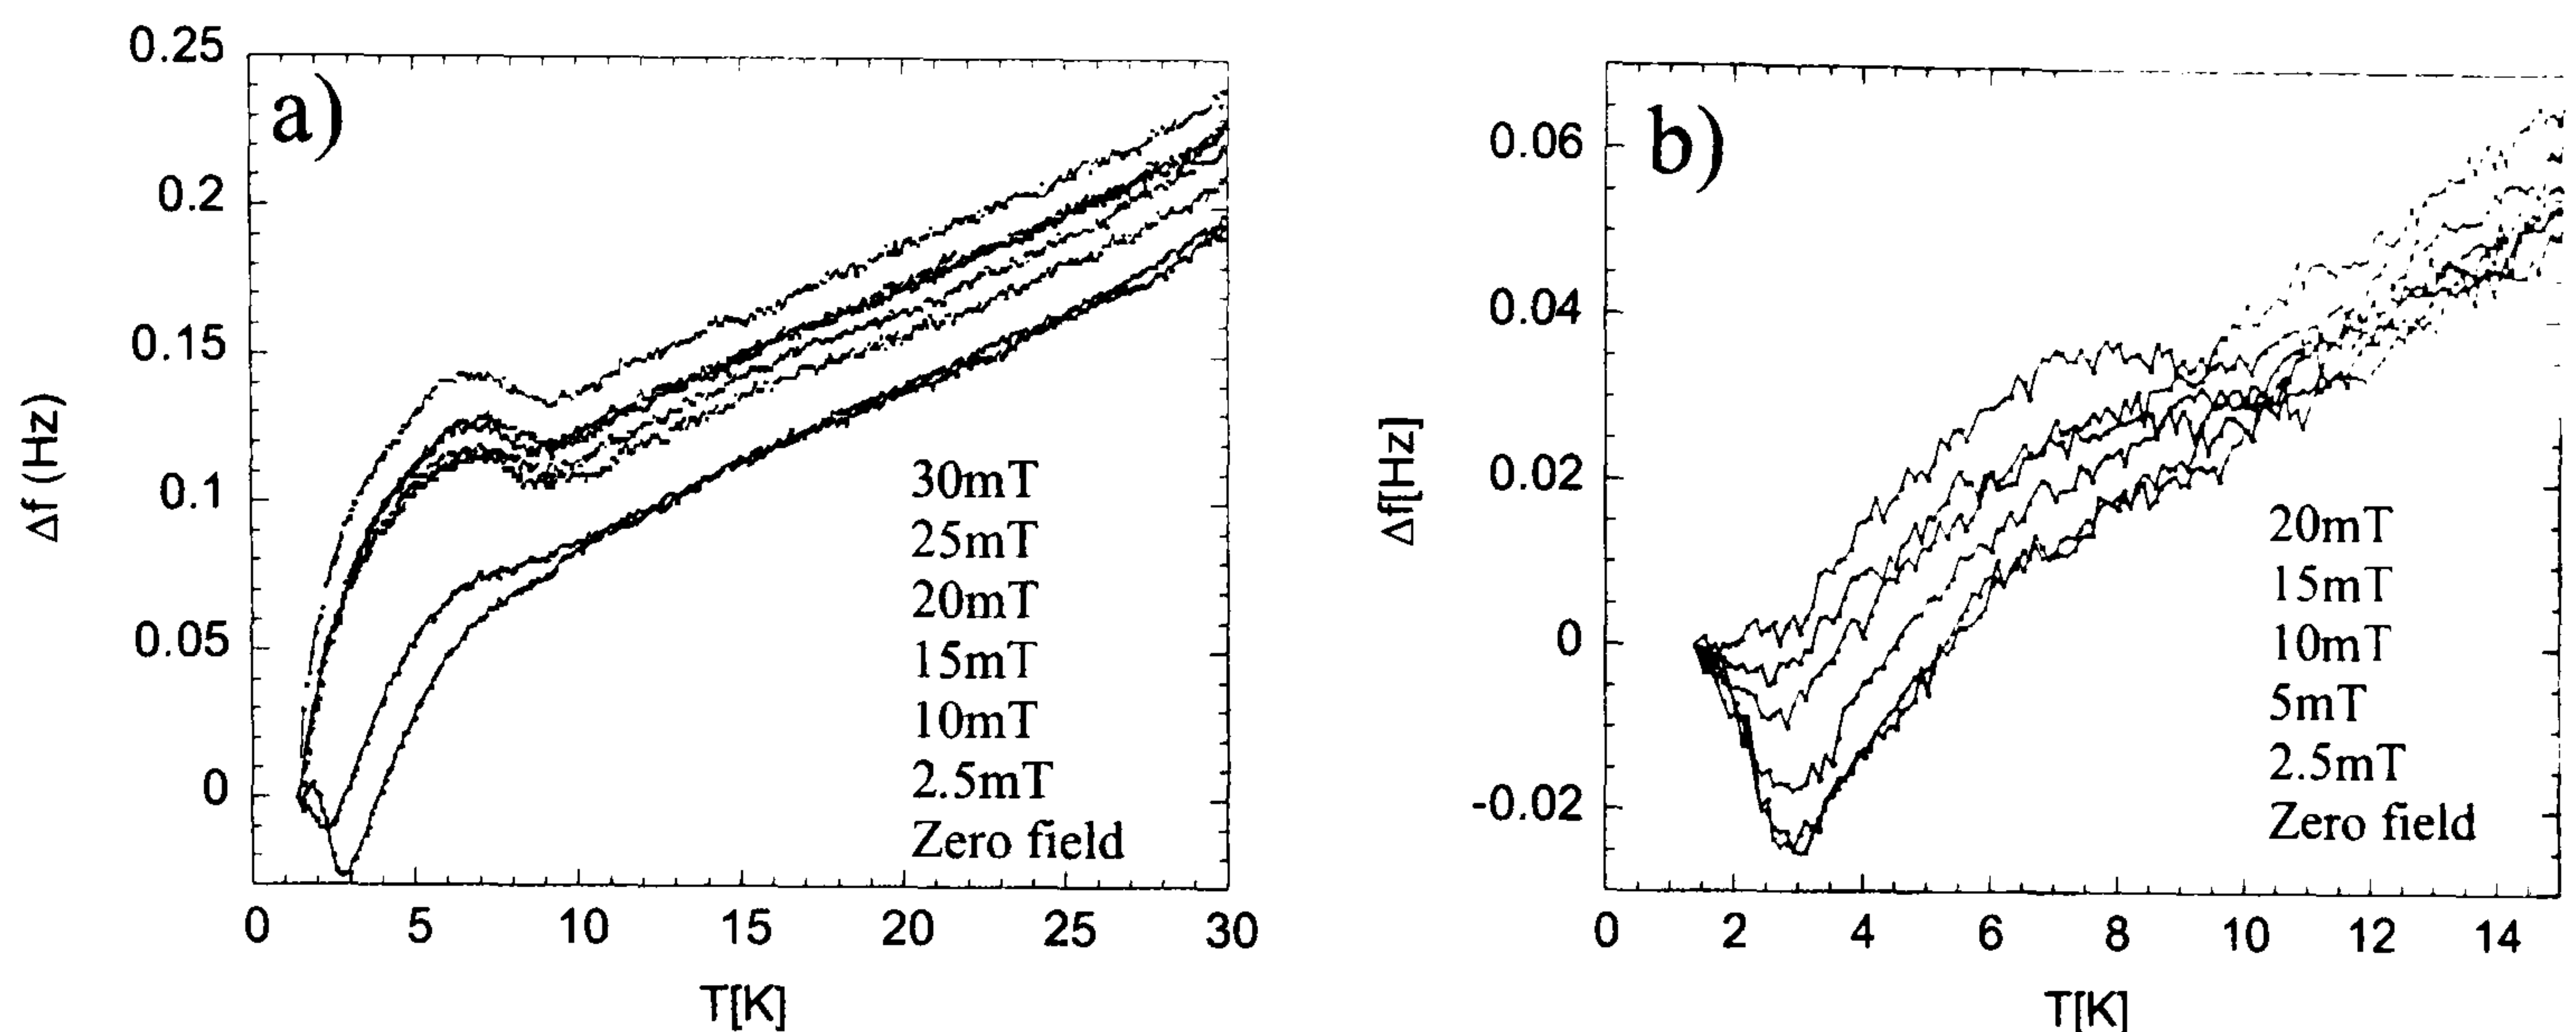 a)
0.25
0.2
0.15
0.1
0.05
0
Δf (Hz)
30mT
25mT
20mT
15mT
10mT
2.5mT
Zero field
0 5 10 15 20 25 30
T[K]
b)
0.06
0.04
0.02
0
-0.02
Δf[Hz]
20mT
15mT
10mT
5mT
2.5mT
Zero field
0 2 4 6 8 10 12 14
T[K]